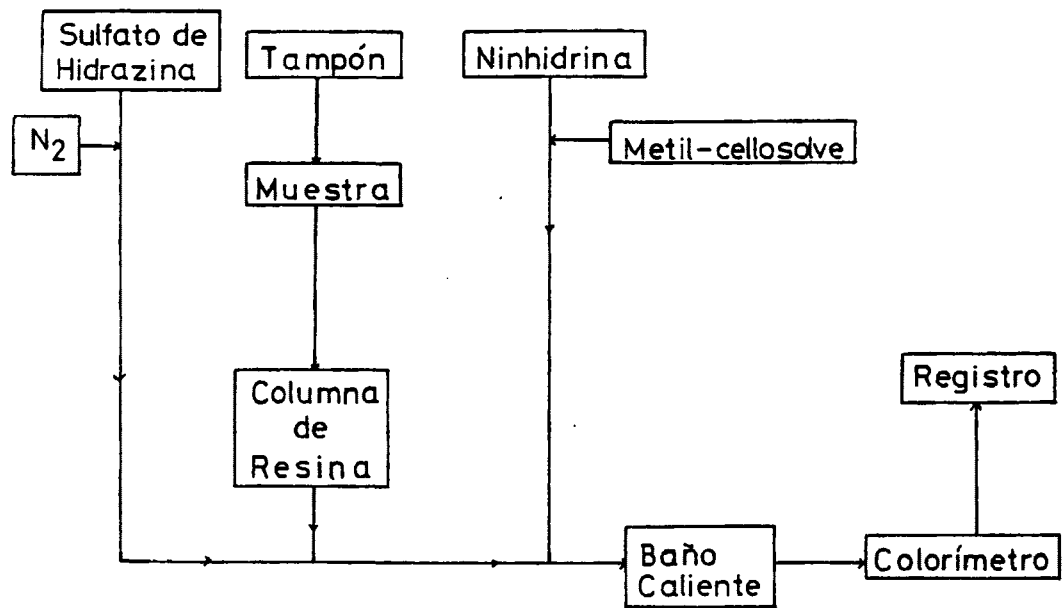 Sulfato de
Hidrazina
Tampón
Ninhidrina
N2
Metil-cellosolve
Muestra
Columna
de
Resina
Registro
Baño
Caliente
Colorímetro